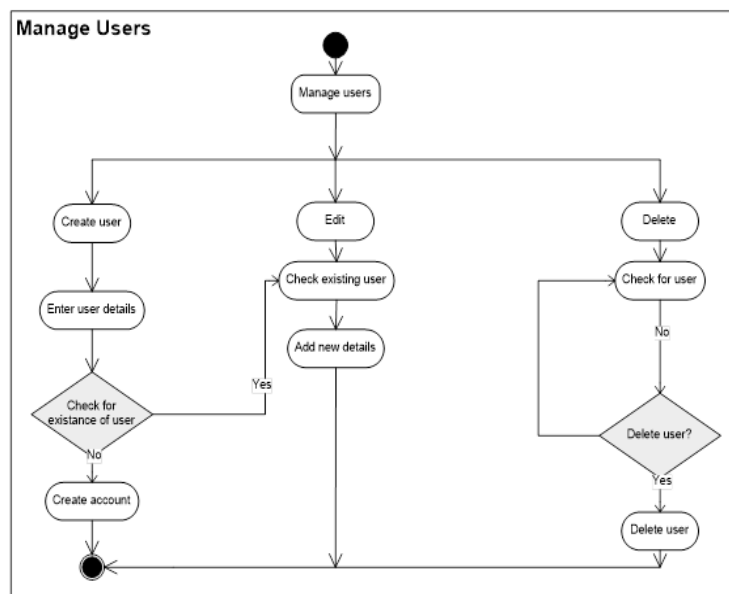 Manage Users
Manage users
Create user
Edit
Delete
Check existing user
Check for user
Enter user details
No
Add new details
Yes
Check for
existance of user
Delete user?
No
Yes
Create account
Delete user